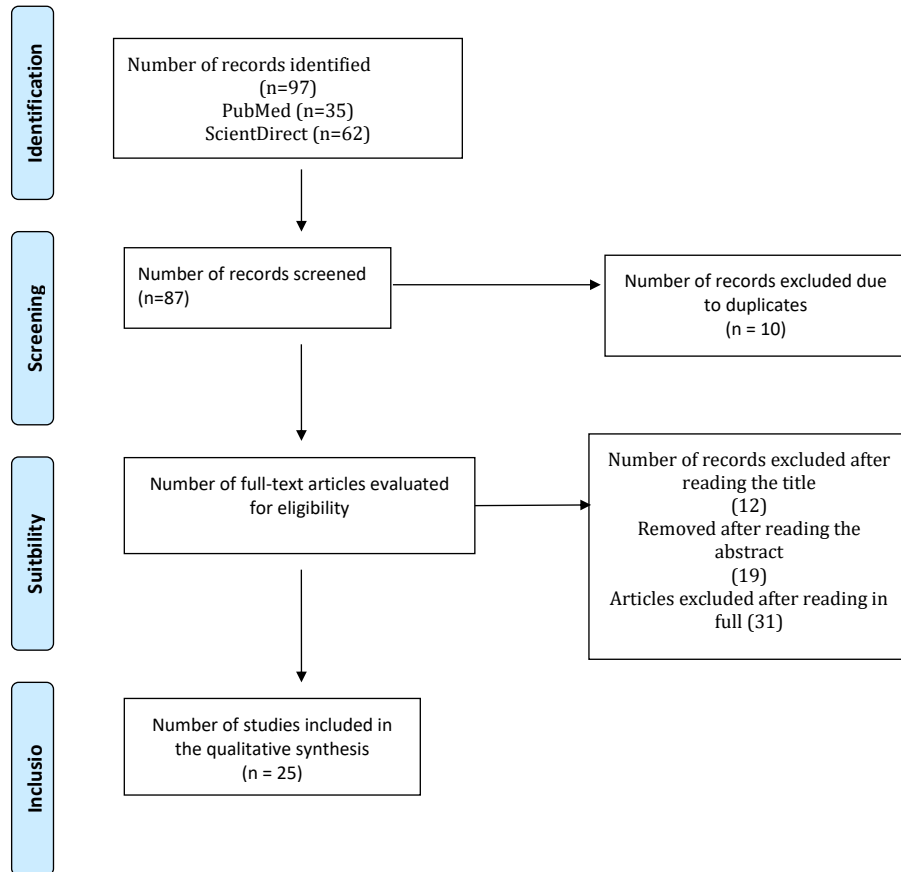 Identification
Number of records identified
(n=97)
PubMed (n=35)
ScientDirect (n=62)
Screening
Number of records screened
(n=87)
Number of records excluded due
to duplicates
(n = 10)
Suitbility
Number of full-text articles evaluated
for eligibility
Number of records excluded after
reading the title
(12)
Removed after reading the
abstract
(19)
Articles excluded after reading in
full (31)
Inclusio
Number of studies included in
the qualitative synthesis
(n = 25)